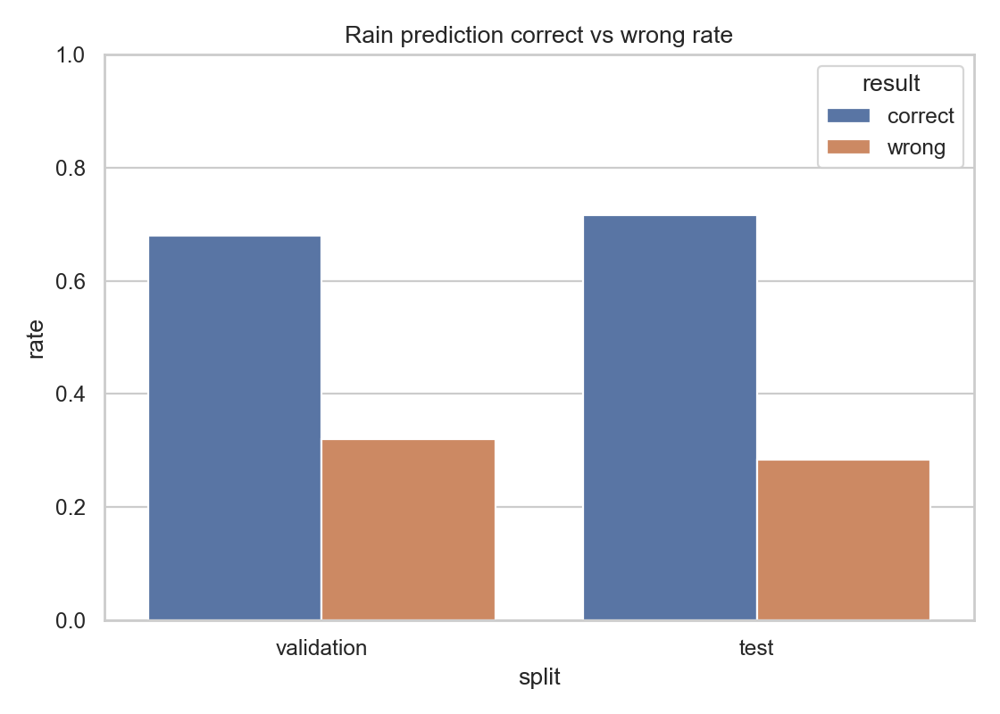 Rain prediction correct vs wrong rate
1.0
0.8
0.6
0.4
0.2
0.0
rate
result
correct
wrong
validation
test
split